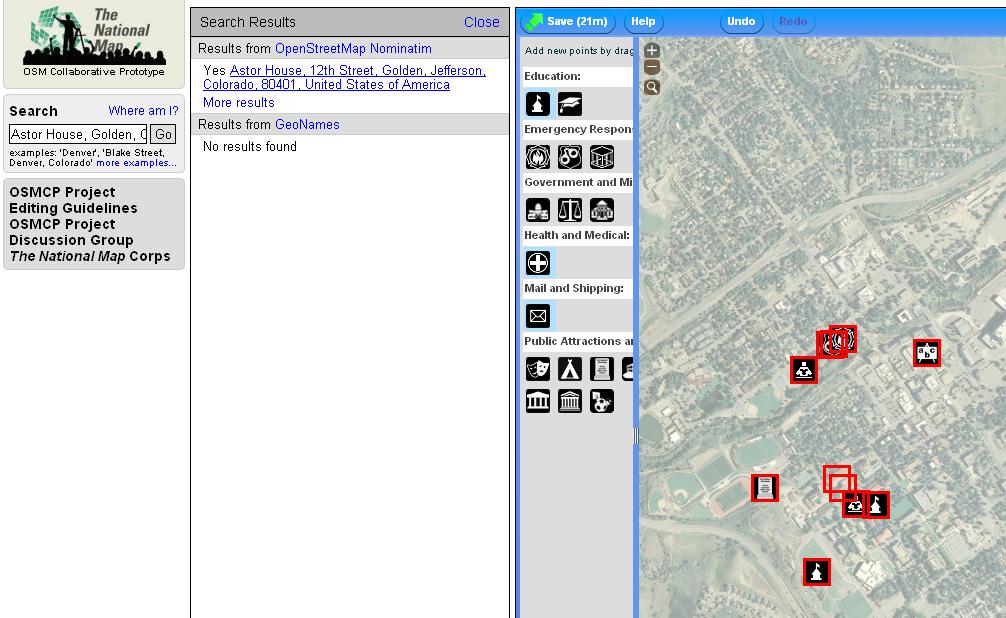 The
National
Map
OSM Collaborative Prototype
Search
Where am I?
Astor House, Golden, C
Go
examples: 'Denver', 'Blake Street,
Denver, Colorado' more examples...
OSMCP Project
Editing Guidelines
OSMCP Project
Discussion Group
The National Map Corps
Search Results
Close
Results from OpenStreetMap Nominatim
Yes Astor House, 12th Street, Golden, Jefferson,
Colorado, 80401, United States of America
More results
Results from GeoNames
No results found
Save (21m)
Help
Undo
Redo
Add new points by drag
Education:
Emergency Respon
Government and Mi
Health and Medical:
Mail and Shipping:
Public Attractions a
a b c